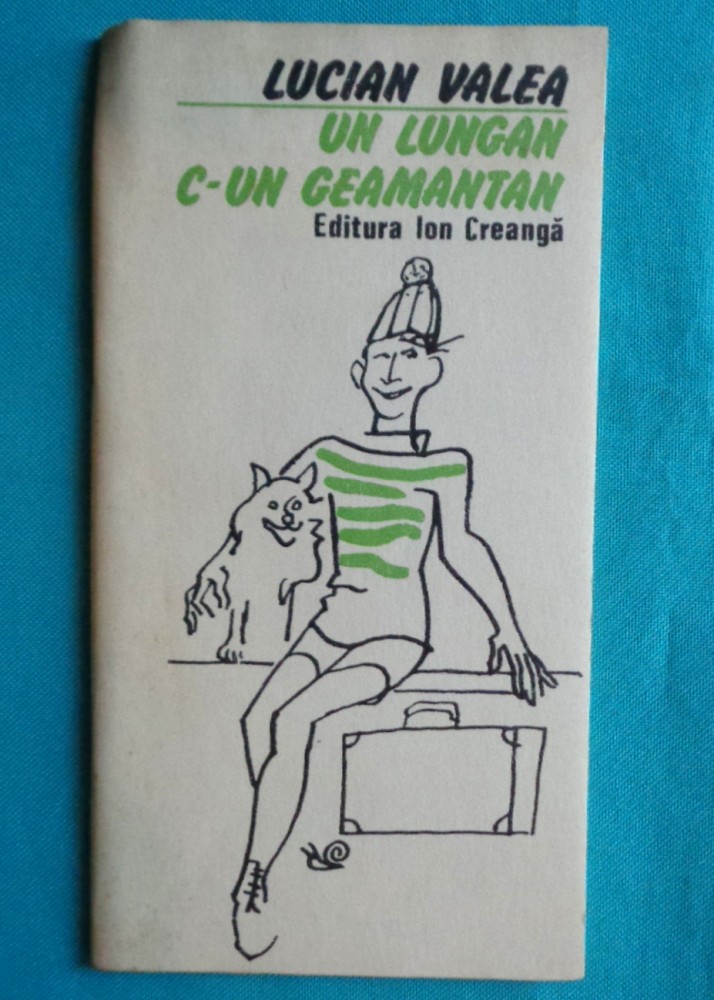 LUCIAN VALEA
UN LUNGAN
C-UN GEAMANTAN
Editura Ion Creangă